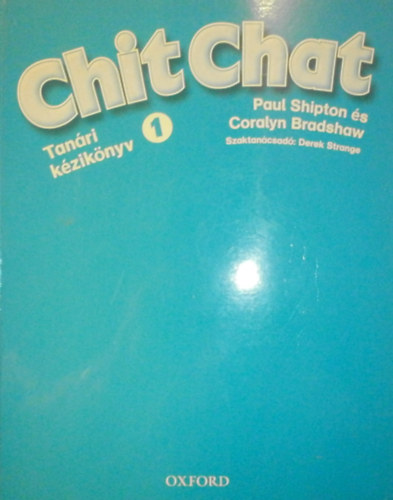 Chit Chat
Paul Shipton és
Coralyn Bradshaw
Szaktanácsadó: Derek Strange
Tanári
kézikönyv 1
OXFORD